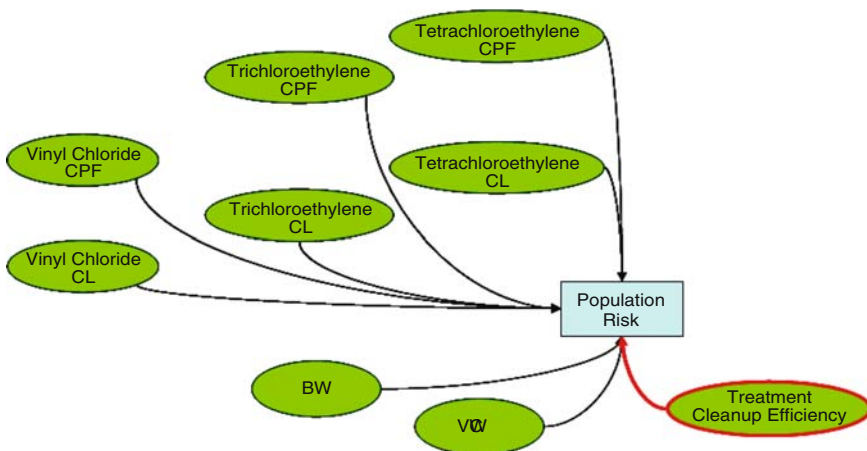 Tetrachloroethylene
CPF
Trichloroethylene
CPF
Vinyl Chloride
CPF
Tetrachloroethylene
CL
Trichloroethylene
CL
Vinyl Chloride
CL
Population
Risk
BW
Treatment
Cleanup Efficiency